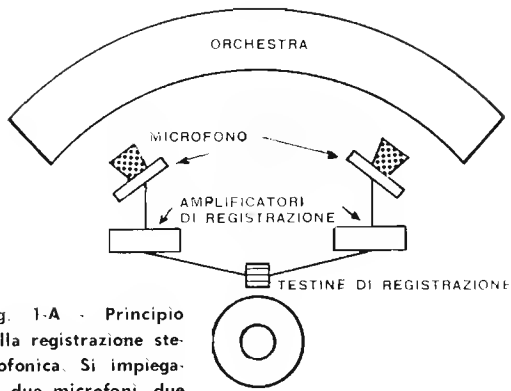 ORCHESTRA
MICROFONO
AMPLIFICATORI
DI REGISTRAZIONE
TESTINE DI REGISTRAZIONE
g. 1-A - Principio
lla registrazione ste-
ofonica. Si impiega-
due microfoni, due